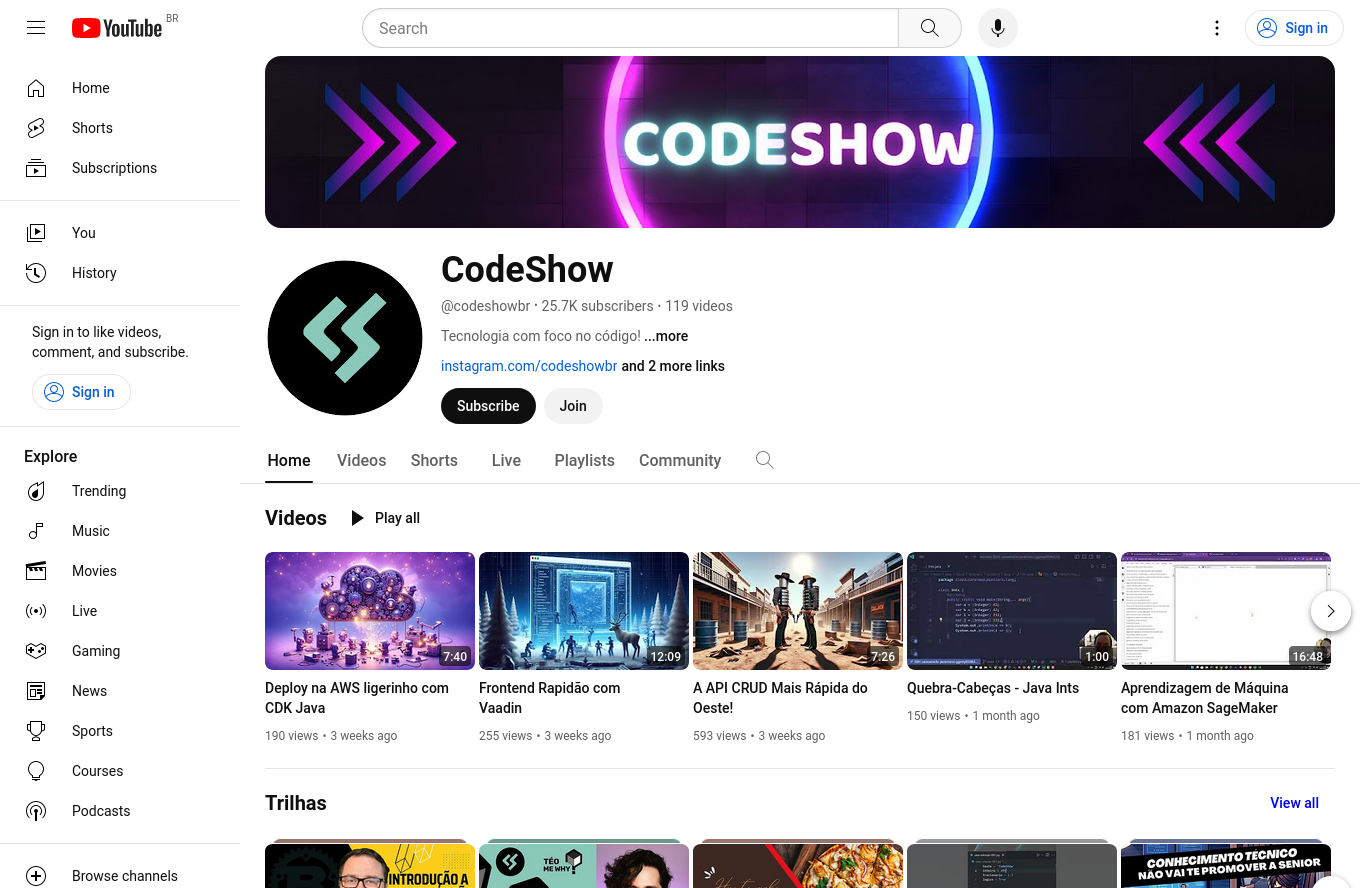 YouTube BR
Search
Sign in
Home
Shorts
Subscriptions
You
History
Sign in to like videos,
comment, and subscribe.
Sign in
Explore
Trending
Music
Movies
Live
Gaming
News
Sports
Courses
Podcasts
Browse channels
CODESHOW
CodeShow
@codeshowbr · 25.7K subscribers · 119 videos
Tecnologia com foco no código! ...more
instagram.com/codeshowbr and 2 more links
Subscribe
Join
Home
Videos
Shorts
Live
Playlists
Community
Videos
Play all
7:40
Deploy na AWS ligerinho com
CDK Java
190 views • 3 weeks ago
12:09
Frontend Rapidão com
Vaadin
255 views • 3 weeks ago
7:26
A API CRUD Mais Rápida do
Oeste!
593 views • 3 weeks ago
1:00
Quebra-Cabeças - Java Ints
150 views • 1 month ago
16:48
Aprendizagem de Máquina
com Amazon SageMaker
181 views • 1 month ago
Trilhas
View all
INTRODUÇÃO A
TÉO
ME WHY?
CONHECIMENTO TÉCNICO
NÃO VAI TE PROMOVER A SENIOR